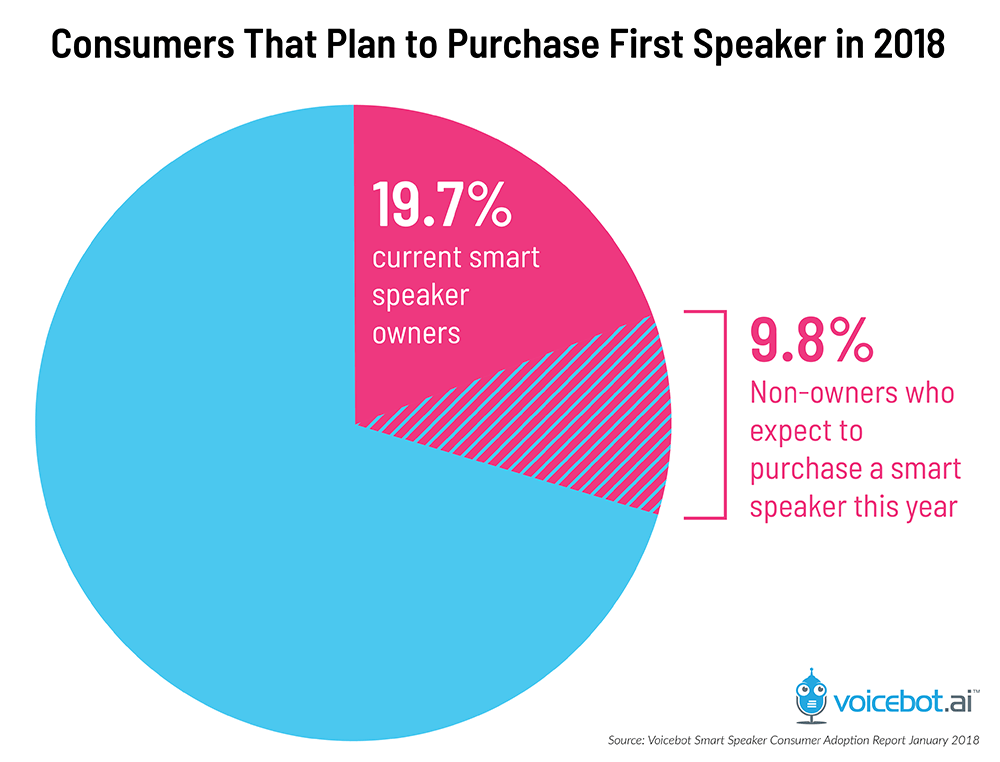 Consumers That Plan to Purchase First Speaker in 2018
19.7%
current smart
speaker
owners
9.8%
Non-owners who
expect to
purchase a smart
speaker this year
voicebot.ai™
Source: Voicebot Smart Speaker Consumer Adoption Report January 2018